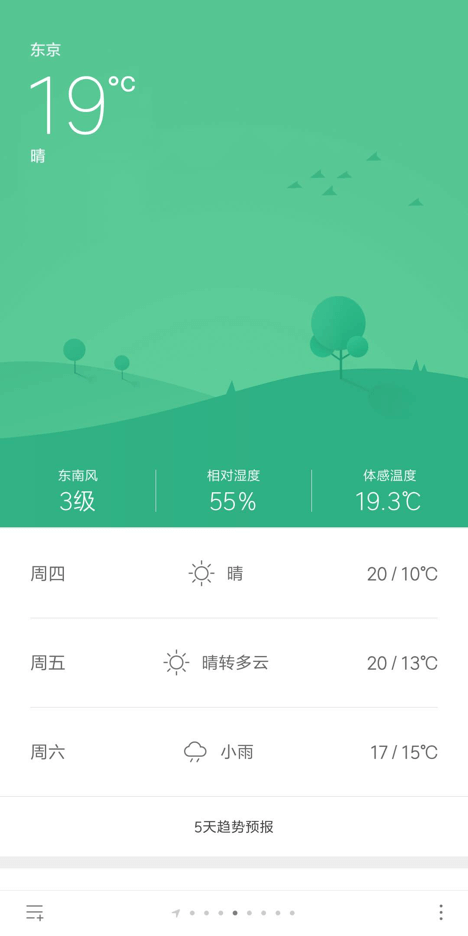 东京
19°C
晴
东南风
3级
相对湿度
55%
体感温度
19.3℃
周四 晴 20 / 10℃
周五 晴转多云 20 / 13℃
周六 小雨 17 / 15℃
5天趋势预报